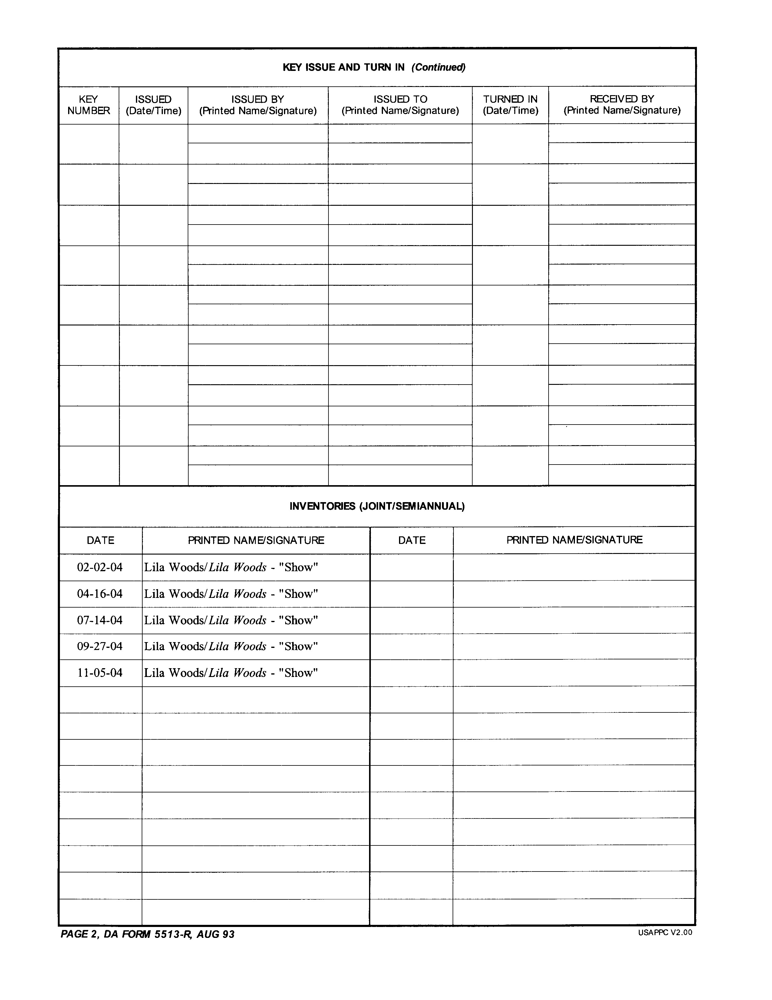 KEY ISSUE AND TURN IN (Continued)
KEY NUMBER
ISSUED (Date/Time)
ISSUED BY (Printed Name/Signature)
ISSUED TO (Printed Name/Signature)
TURNED IN (Date/Time)
RECEIVED BY (Printed Name/Signature)
INVENTORIES (JOINT/SEMIANNUAL)
DATE PRINTED NAME/SIGNATURE DATE PRINTED NAME/SIGNATURE
02-02-04 Lila Woods/Lila Woods - "Show"
04-16-04 Lila Woods/Lila Woods - "Show"
07-14-04 Lila Woods/Lila Woods - "Show"
09-27-04 Lila Woods/Lila Woods - "Show"
11-05-04 Lila Woods/Lila Woods - "Show"
PAGE 2, DA FORM 5513-R, AUG 93
USAPPC V2.00